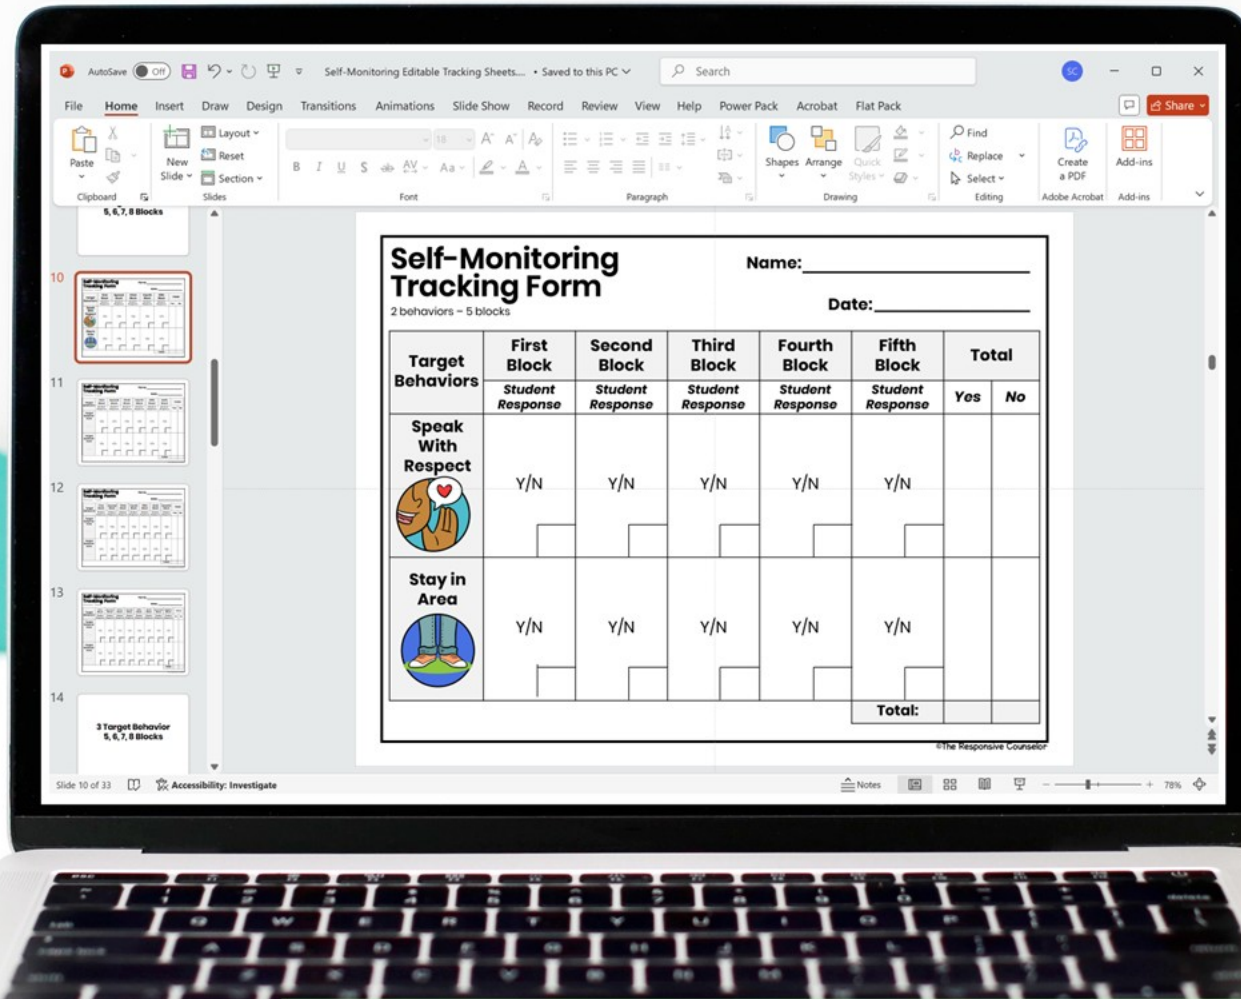 AutoSave Off Self-Monitoring Editable Tracking Sheets.... • Saved to this PC Search SC
File Home Insert Draw Design Transitions Animations Slide Show Record Review View Help Power Pack Acrobat Flat Pack Share
Paste
Clipboard
New
Slide
Layout
Reset
Section
Slides
18
Font
Paragraph
Shapes Arrange Quick
Styles
Drawing
Find
Replace
Select
Editing
Create
a PDF
Adobe Acrobat
Add-ins
Add-ins
5, 6, 7, 8 Blocks
10
11
12
13
14
3 Target Behavior
5, 6, 7, 8 Blocks
Self-Monitoring
Tracking Form
2 behaviors – 5 blocks
Name:
Date:
Target
Behaviors
First
Block
Second
Block
Third
Block
Fourth
Block
Fifth
Block
Total
Student
Response
Student
Response
Student
Response
Student
Response
Student
Response
Yes No
Speak
With
Respect
Y/N Y/N Y/N Y/N Y/N
Stay in
Area
Y/N Y/N Y/N Y/N Y/N
Total:
©The Responsive Counselor
Slide 10 of 33 Accessibility: Investigate Notes 78%